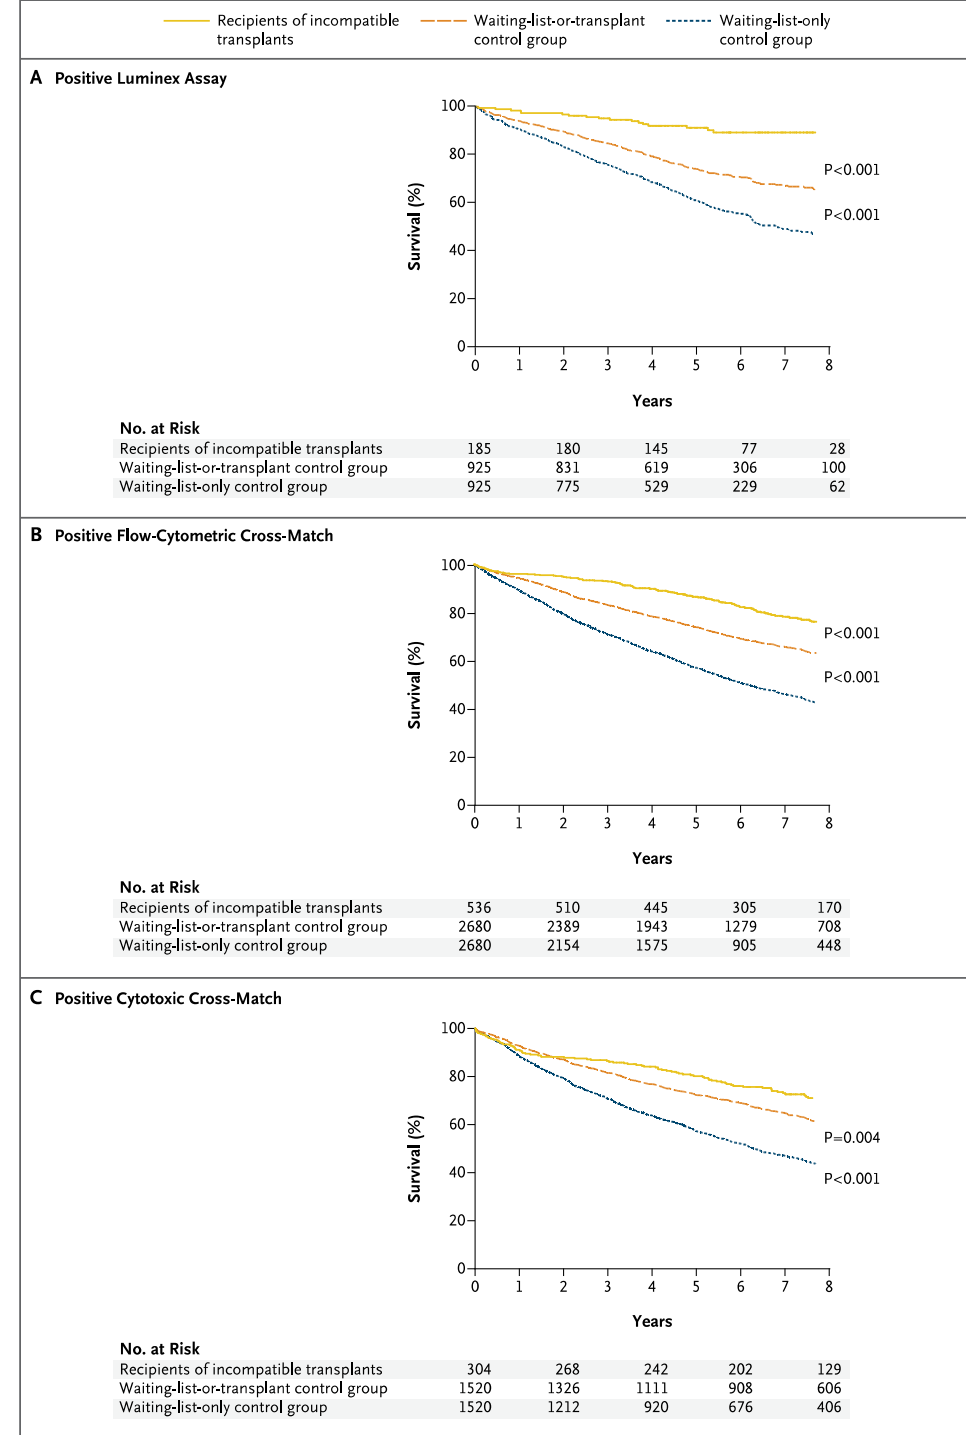 Recipients of incompatible transplants
Waiting-list-or-transplant control group
Waiting-list-only control group
A Positive Luminex Assay
100
80
60
40
20
0
Survival (%)
P<0.001
P<0.001
0 1 2 3 4 5 6 7 8
Years
No. at Risk
Recipients of incompatible transplants 185 180 145 77 28
Waiting-list-or-transplant control group 925 831 619 306 100
Waiting-list-only control group 925 775 529 229 62
B Positive Flow-Cytometric Cross-Match
100
80
60
40
20
0
Survival (%)
P<0.001
P<0.001
0 1 2 3 4 5 6 7 8
Years
No. at Risk
Recipients of incompatible transplants 536 510 445 305 170
Waiting-list-or-transplant control group 2680 2389 1943 1279 708
Waiting-list-only control group 2680 2154 1575 905 448
C Positive Cytotoxic Cross-Match
100
80
60
40
20
0
Survival (%)
P=0.004
P<0.001
0 1 2 3 4 5 6 7 8
Years
No. at Risk
Recipients of incompatible transplants 304 268 242 202 129
Waiting-list-or-transplant control group 1520 1326 1111 908 606
Waiting-list-only control group 1520 1212 920 676 406